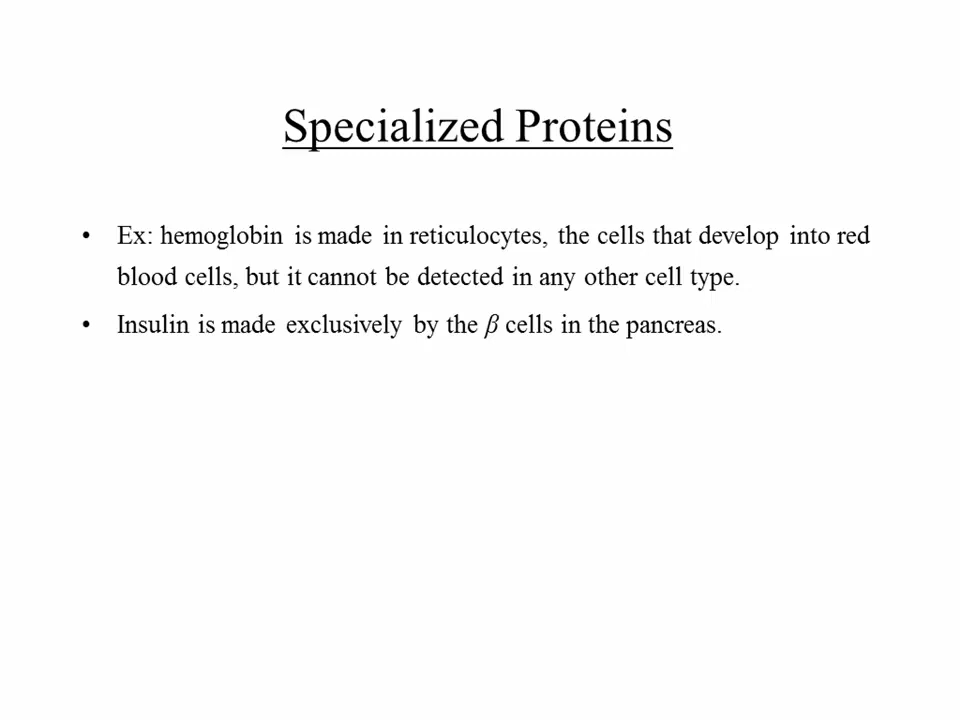 Specialized Proteins
• Ex: hemoglobin is made in reticulocytes, the cells that develop into red
blood cells, but it cannot be detected in any other cell type.
• Insulin is made exclusively by the β cells in the pancreas.